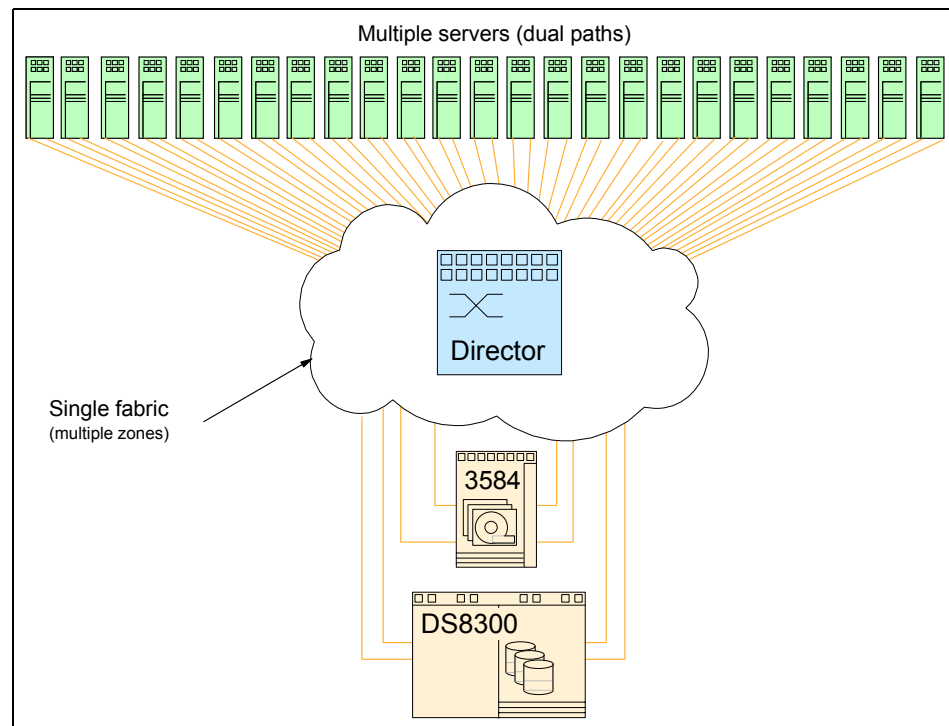 Multiple servers (dual paths)
Director
Single fabric
(multiple zones)
3584
DS8300